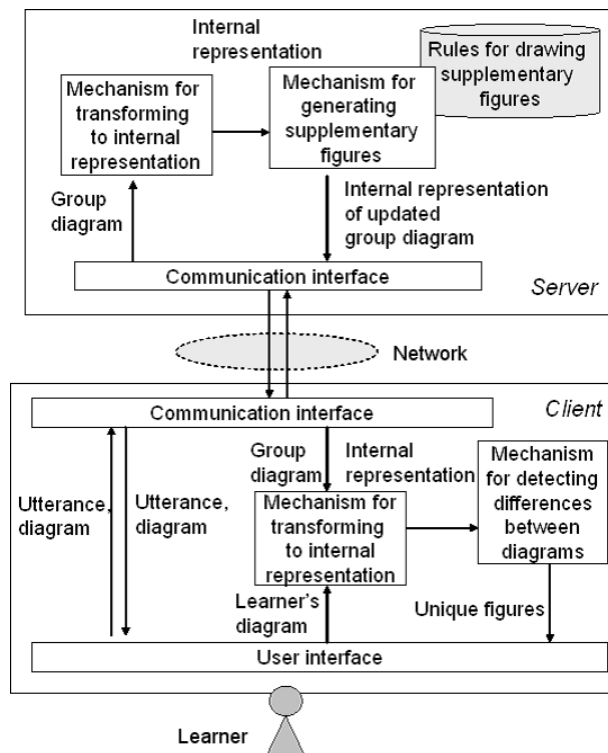 Internal
representation
Rules for drawing
supplementary
figures
Mechanism for
transforming
to internal
representation
Mechanism for
generating
supplementary
figures
Group
diagram
Internal representation
of updated
group diagram
Communication interface
Server
Network
Client
Communication interface
Utterance,
diagram
Utterance,
diagram
Group
diagram
Internal
representation
Mechanism
for detecting
differences
between
diagrams
Mechanism for
transforming
to internal
representation
Learner's
diagram
Unique figures
User interface
Learner